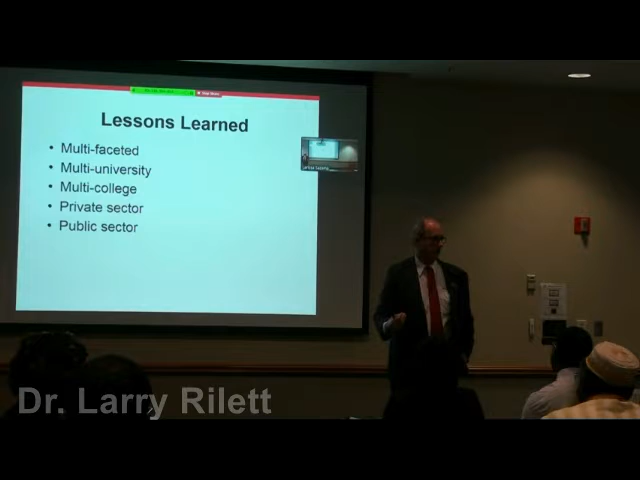 Lessons Learned
• Multi-faceted
• Multi-university
• Multi-college
• Private sector
• Public sector
Dr. Larry Rilett